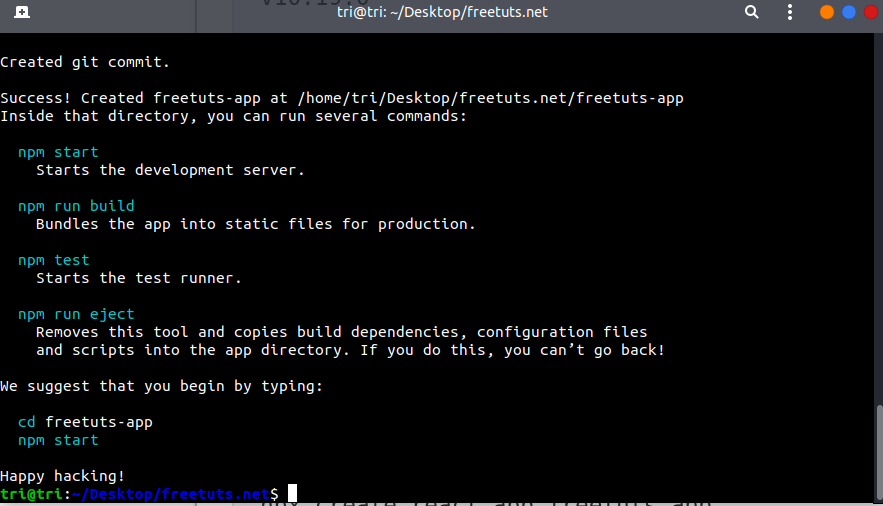 tri@tri: ~/Desktop/freetuts.net
Created git commit.
Success! Created freetuts-app at /home/tri/Desktop/freetuts.net/freetuts-app
Inside that directory, you can run several commands:
npm start
Starts the development server.
npm run build
Bundles the app into static files for production.
npm test
Starts the test runner.
npm run eject
Removes this tool and copies build dependencies, configuration files
and scripts into the app directory. If you do this, you can’t go back!
We suggest that you begin by typing:
cd freetuts-app
npm start
Happy hacking!
tri@tri:~/Desktop/freetuts.net$